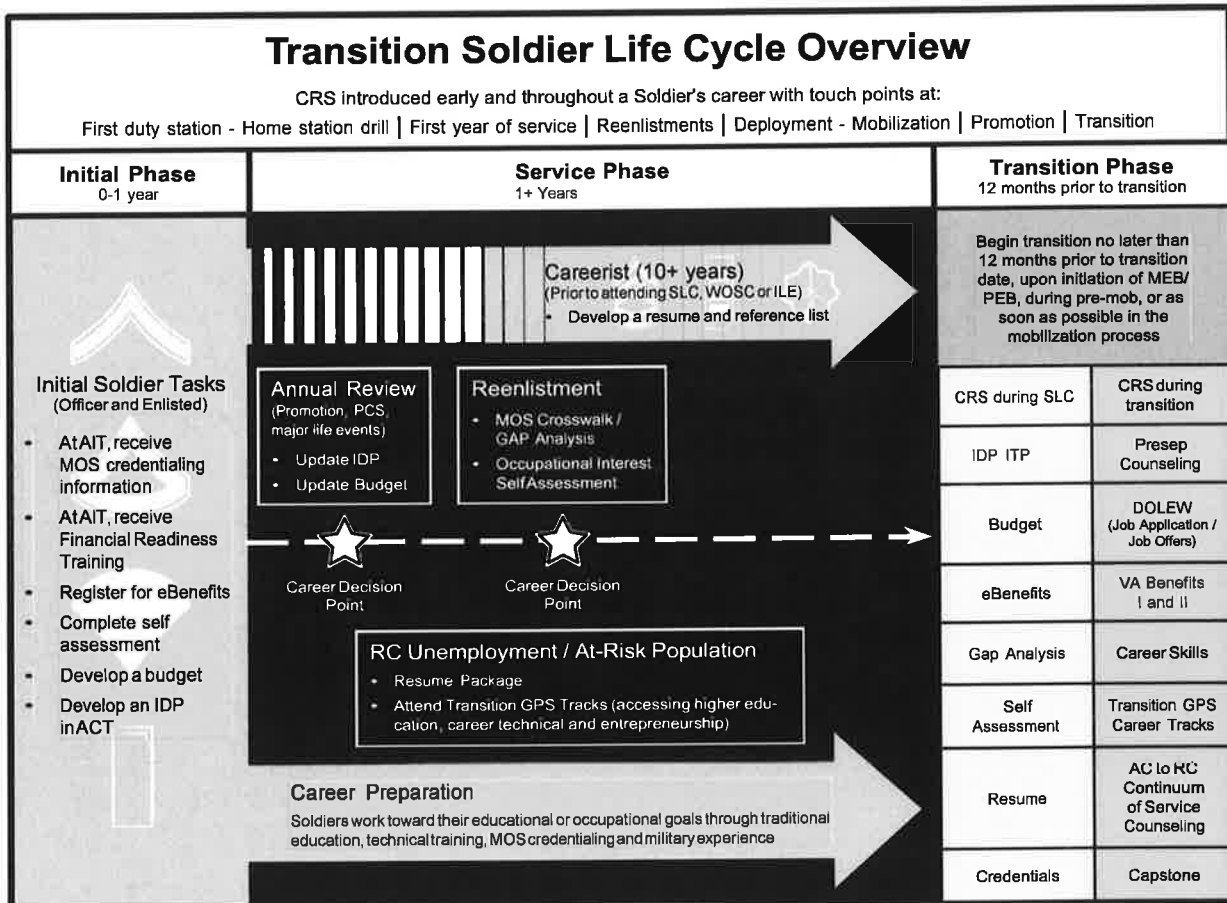 Transition Soldier Life Cycle Overview
CRS introduced early and throughout a Soldier's career with touch points at:
First duty station - Home station drill | First year of service | Reenlistments | Deployment - Mobilization | Promotion | Transition
Initial Phase
0-1 year
Service Phase
1+ Years
Transition Phase
12 months prior to transition
Initial Soldier Tasks
(Officer and Enlisted)
• AtAIT, receive
MOS credentialing
information
• AtAIT, receive
Financial Readiness
Training
• Register for eBenefits
• Complete self
assessment
• Develop a budget
• Develop an IDP
in ACT
Careerist (10+ years)
(Prior to attending SLC, WOSC or ILE)
• Develop a resume and reference list
Annual Review
(Promotion, PCS,
major life events)
• Update IDP
• Update Budget
Reenlistment
• MOS Crosswalk /
GAP Analysis
• Occupational Interest
Self Assessment
Career Decision
Point
Career Decision
Point
RC Unemployment / At-Risk Population
• Resume Package
• Attend Transition GPS Tracks (accessing higher edu-
cation, career technical and entrepreneurship)
Career Preparation
Soldiers work toward their educational or occupational goals through traditional
education, technical training, MOS credentialing and military experience
Begin transition no later than
12 months prior to transition
date, upon initiation of MEB/
PEB, during pre-mob, or as
soon as possible in the
mobilization process
CRS during SLC
CRS during
transition
IDP ITP
Presep
Counseling
Budget
DOLEW
(Job Application /
Job Offers)
eBenefits
VA Benefits
I and II
Gap Analysis
Career Skills
Self
Assessment
Transition GPS
Career Tracks
Resume
AC to RC
Continuum
of Service
Counseling
Credentials
Capstone